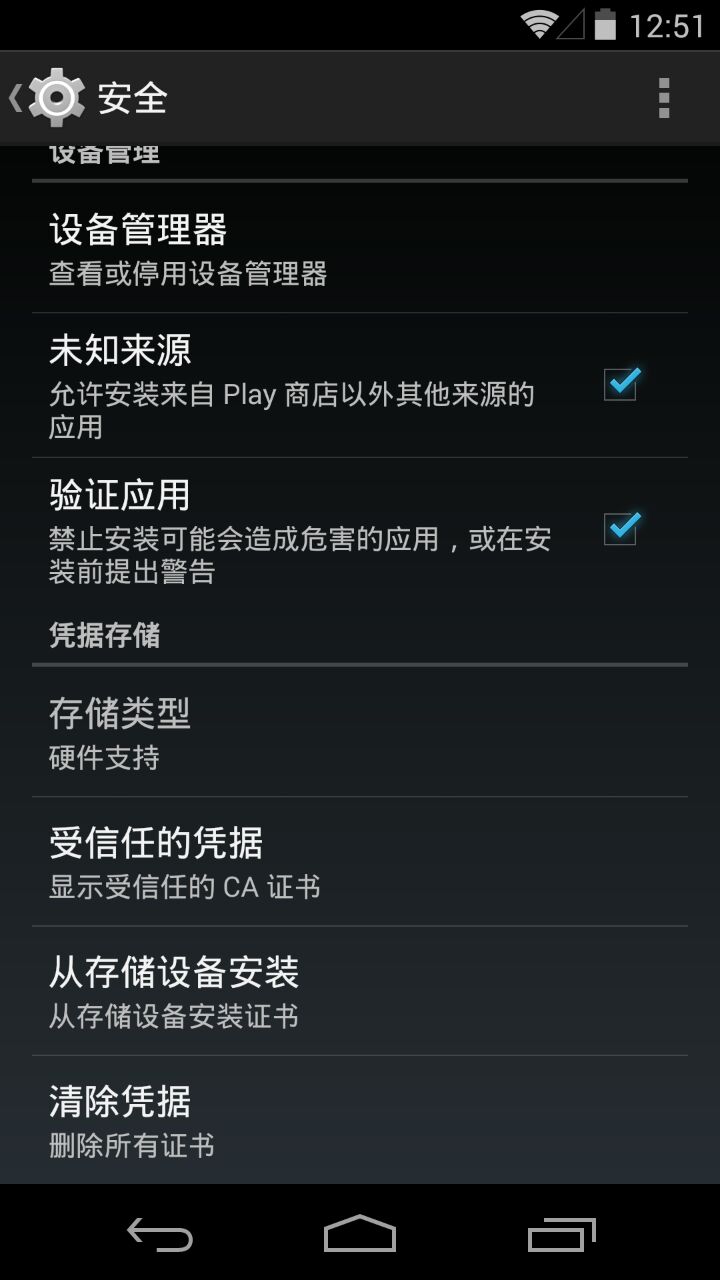 12:51
安全
设备管理
设备管理器
查看或停用设备管理器
未知来源
允许安装来自 Play 商店以外其他来源的
应用
验证应用
禁止安装可能会造成危害的应用，或在安
装前提出警告
凭据存储
存储类型
硬件支持
受信任的凭据
显示受信任的 CA 证书
从存储设备安装
从存储设备安装证书
清除凭据
删除所有证书